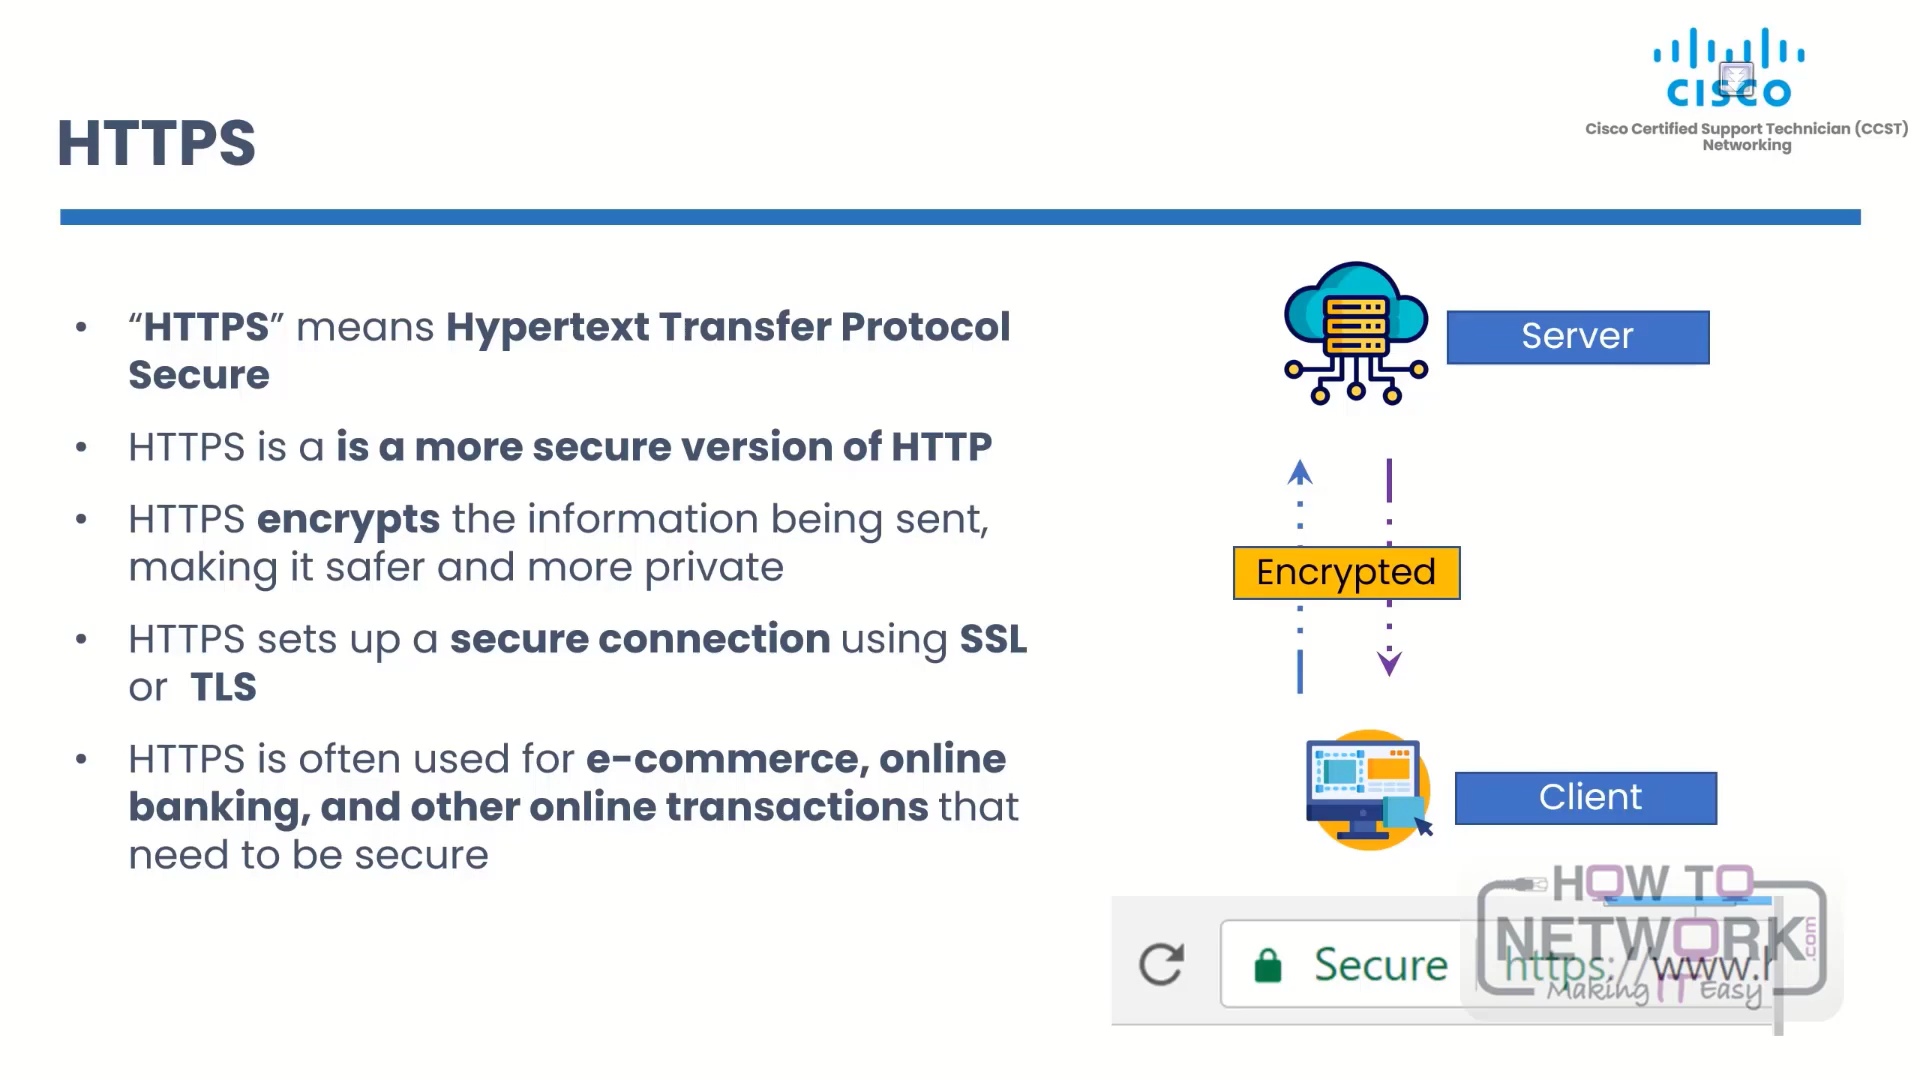 CISCO
Cisco Certified Support Technician (CCST)
Networking
HTTPS
• “HTTPS” means Hypertext Transfer Protocol
Secure
• HTTPS is a is a more secure version of HTTP
• HTTPS encrypts the information being sent,
making it safer and more private
• HTTPS sets up a secure connection using SSL
or TLS
• HTTPS is often used for e-commerce, online
banking, and other online transactions that
need to be secure
Server
Encrypted
Client
Secure https://www.
HOW TO
NETWORK.com
Making IT Easy